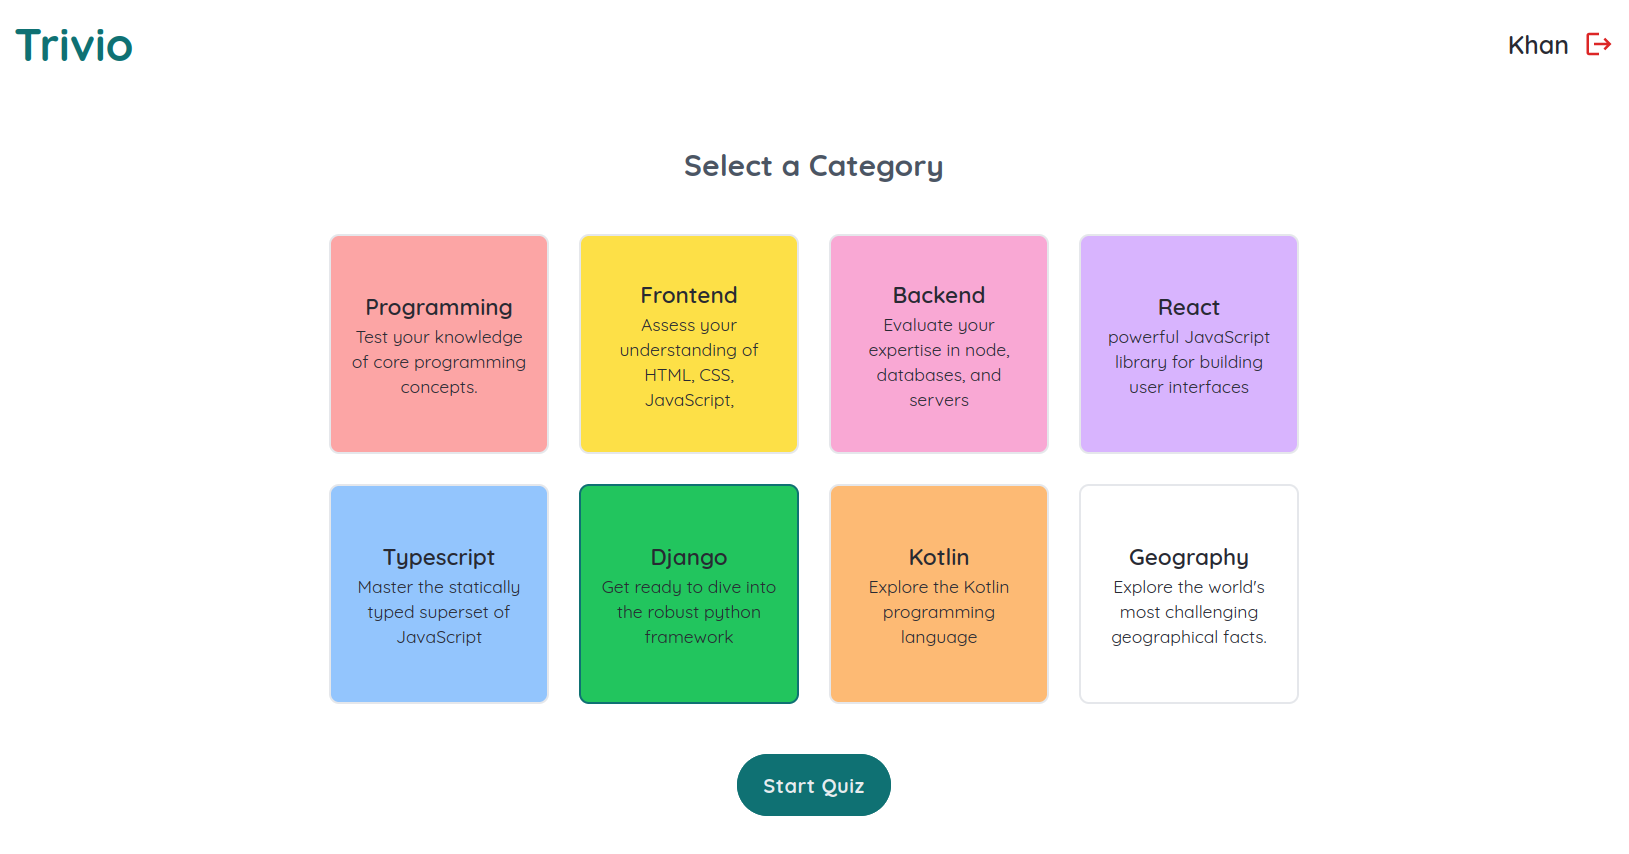 Trivio
Khan
Select a Category
Programming
Test your knowledge
of core programming
concepts.
Frontend
Assess your
understanding of
HTML, CSS,
JavaScript,
Backend
Evaluate your
expertise in node,
databases, and
servers
React
powerful JavaScript
library for building
user interfaces
Typescript
Master the statically
typed superset of
JavaScript
Django
Get ready to dive into
the robust python
framework
Kotlin
Explore the Kotlin
programming
language
Geography
Explore the world's
most challenging
geographical facts.
Start Quiz